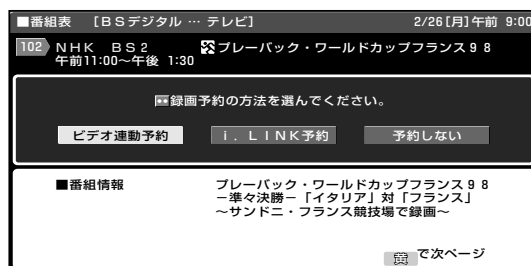 ■番組表 [BSデジタル … テレビ] 2/26[月]午前 9:00
102 NHK BS2 プレーバック・ワールドカップフランス98
午前11:00~午後 1:30
録画予約の方法を選んでください。
ビデオ連動予約 i.LINK予約 予約しない
■番組情報 プレーバック・ワールドカップフランス98
-準々決勝-「イタリア」対「フランス」
~サンドニ・フランス競技場で録画~
黄 で次ページ